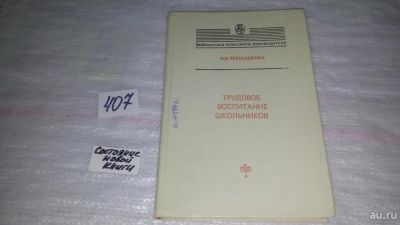 Библиотека классного руководителя
ТРУДОВОЕ
ВОСПИТАНИЕ
ШКОЛЬНИКОВ
407
Состояние
новой
книги
au.ru